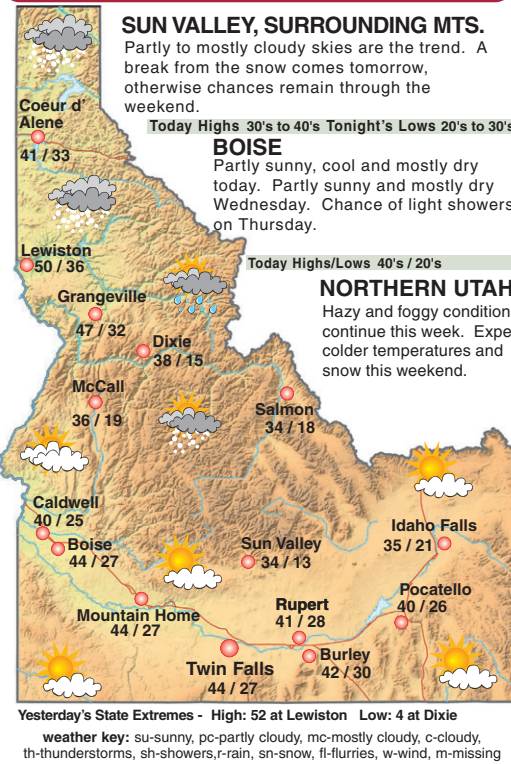 SUN VALLEY, SURROUNDING MTS.
Partly to mostly cloudy skies are the trend. A
break from the snow comes tomorrow,
otherwise chances remain through the
weekend.
Today Highs 30's to 40's Tonight's Lows 20's to 30's
BOISE
Partly sunny, cool and mostly dry
today. Partly sunny and mostly dry
Wednesday. Chance of light showers
on Thursday.
Today Highs/Lows 40's / 20's
NORTHERN UTAH
Hazy and foggy condition
continue this week. Expe
colder temperatures and
snow this weekend.
Coeur d'
Alene
41 / 33
Lewiston
50 / 36
Grangeville
47 / 32
Dixie
38 / 15
McCall
36 / 19
Salmon
34 / 18
Caldwell
40 / 25
Boise
44 / 27
Sun Valley
34 / 13
Idaho Falls
35 / 21
Mountain Home
44 / 27
Rupert
41 / 28
Pocatello
40 / 26
Burley
42 / 30
Twin Falls
44 / 27
Yesterday's State Extremes - High: 52 at Lewiston Low: 4 at Dixie
weather key: su-sunny, pc-partly cloudy, mc-mostly cloudy, c-cloudy,
th-thunderstorms, sh-showers,r-rain, sn-snow, fl-flurries, w-wind, m-missing